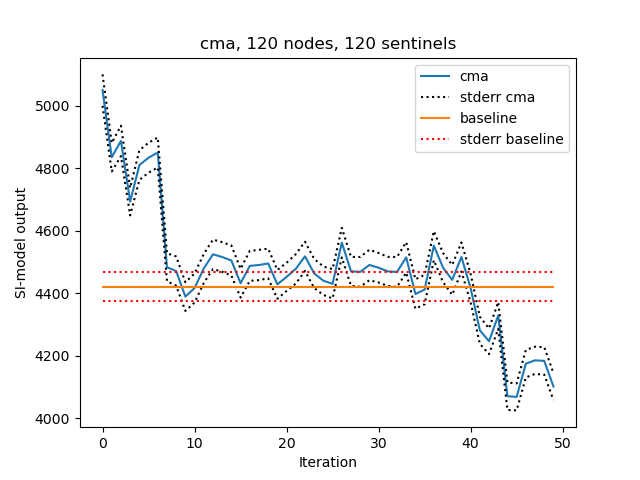 cma, 120 nodes, 120 sentinels
cma
stderr cma
baseline
stderr baseline
SI-model output
5000
4800
4600
4400
4200
4000
0
10
20
30
40
50
Iteration